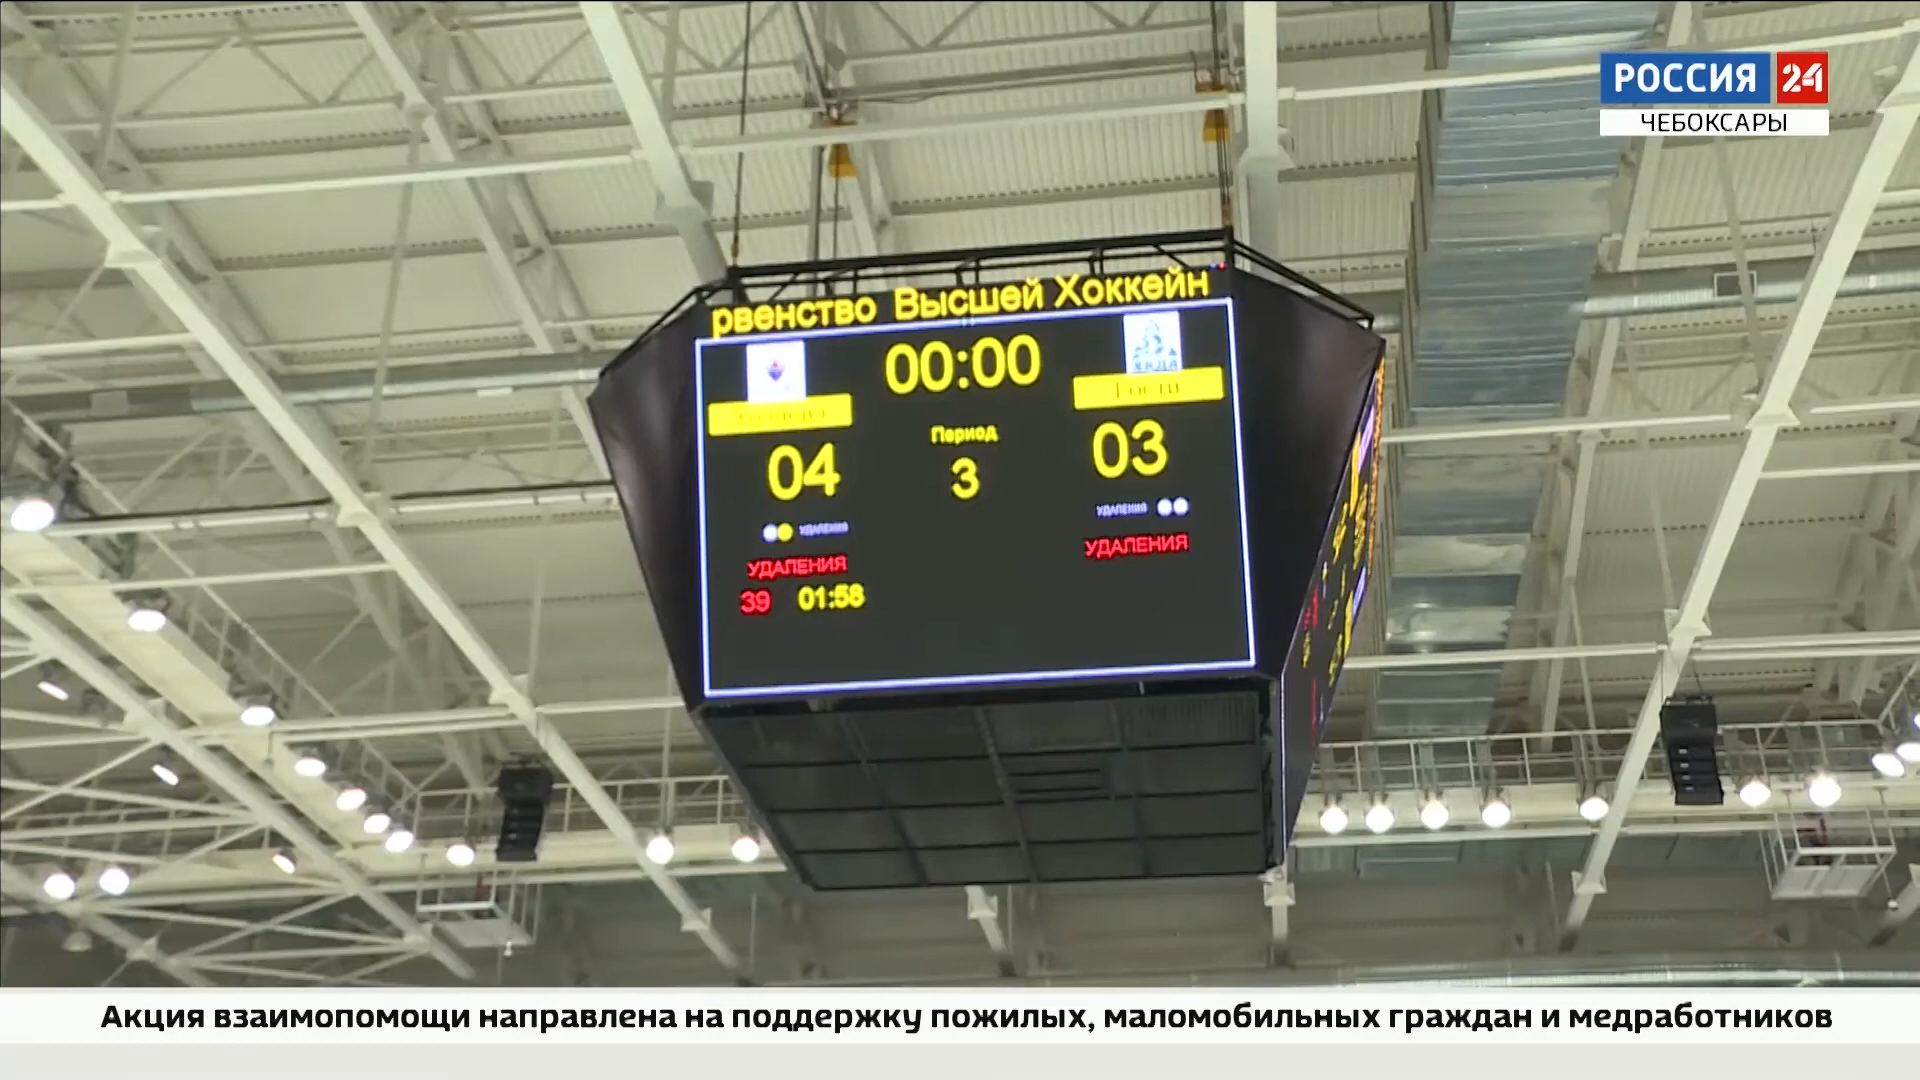 РОССИЯ 24
ЧЕБОКСАРЫ
рвенство Высшей Хоккейн
00:00
Гости
04
Период
03
3
УДАЛЕНИЯ
УДАЛЕНИЯ
УДАЛЕНИЯ
УДАЛЕНИЯ
39 01:58
Акция взаимопомощи направлена на поддержку пожилых, маломобильных граждан и медработников